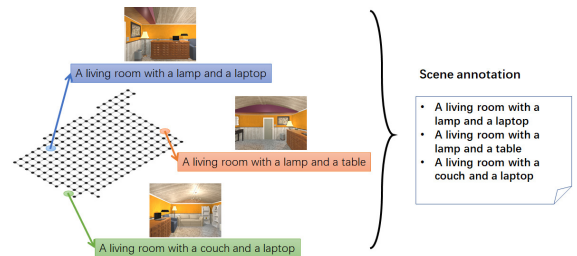 A living room with a lamp and a laptop
A living room with a lamp and a table
A living room with a couch and a laptop
Scene annotation
• A living room with a
lamp and a laptop
• A living room with a
lamp and a table
• A living room with a
couch and a laptop